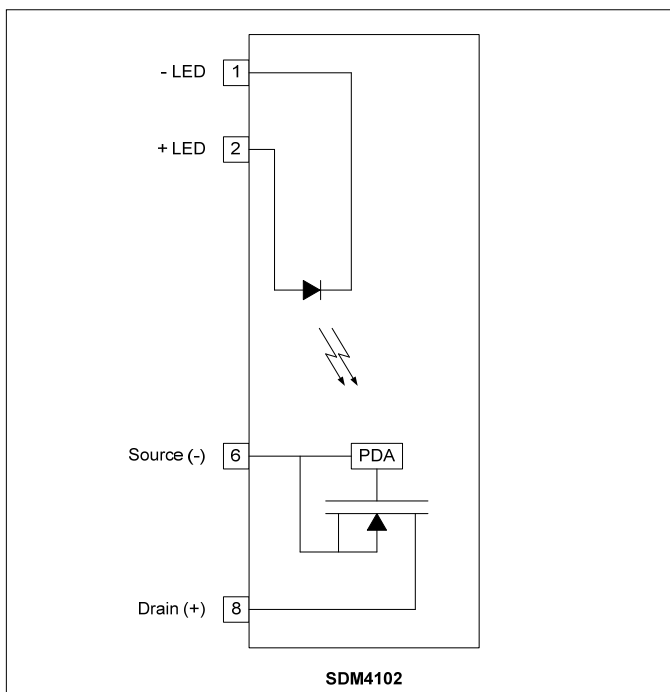 - LED 1
+ LED 2
Source (-) 6
PDA
Drain (+) 8
SDM4102